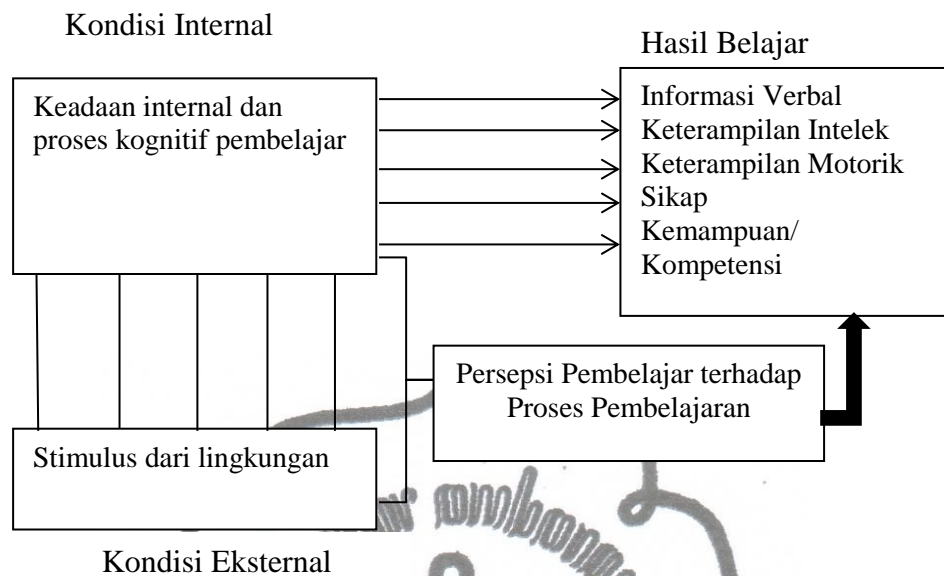 Kondisi Internal
Hasil Belajar
Keadaan internal dan
proses kognitif pembelajar
Informasi Verbal
Keterampilan Intelek
Keterampilan Motorik
Sikap
Kemampuan/
Kompetensi
Persepsi Pembelajar terhadap
Proses Pembelajaran
Stimulus dari lingkungan
Kondisi Eksternal